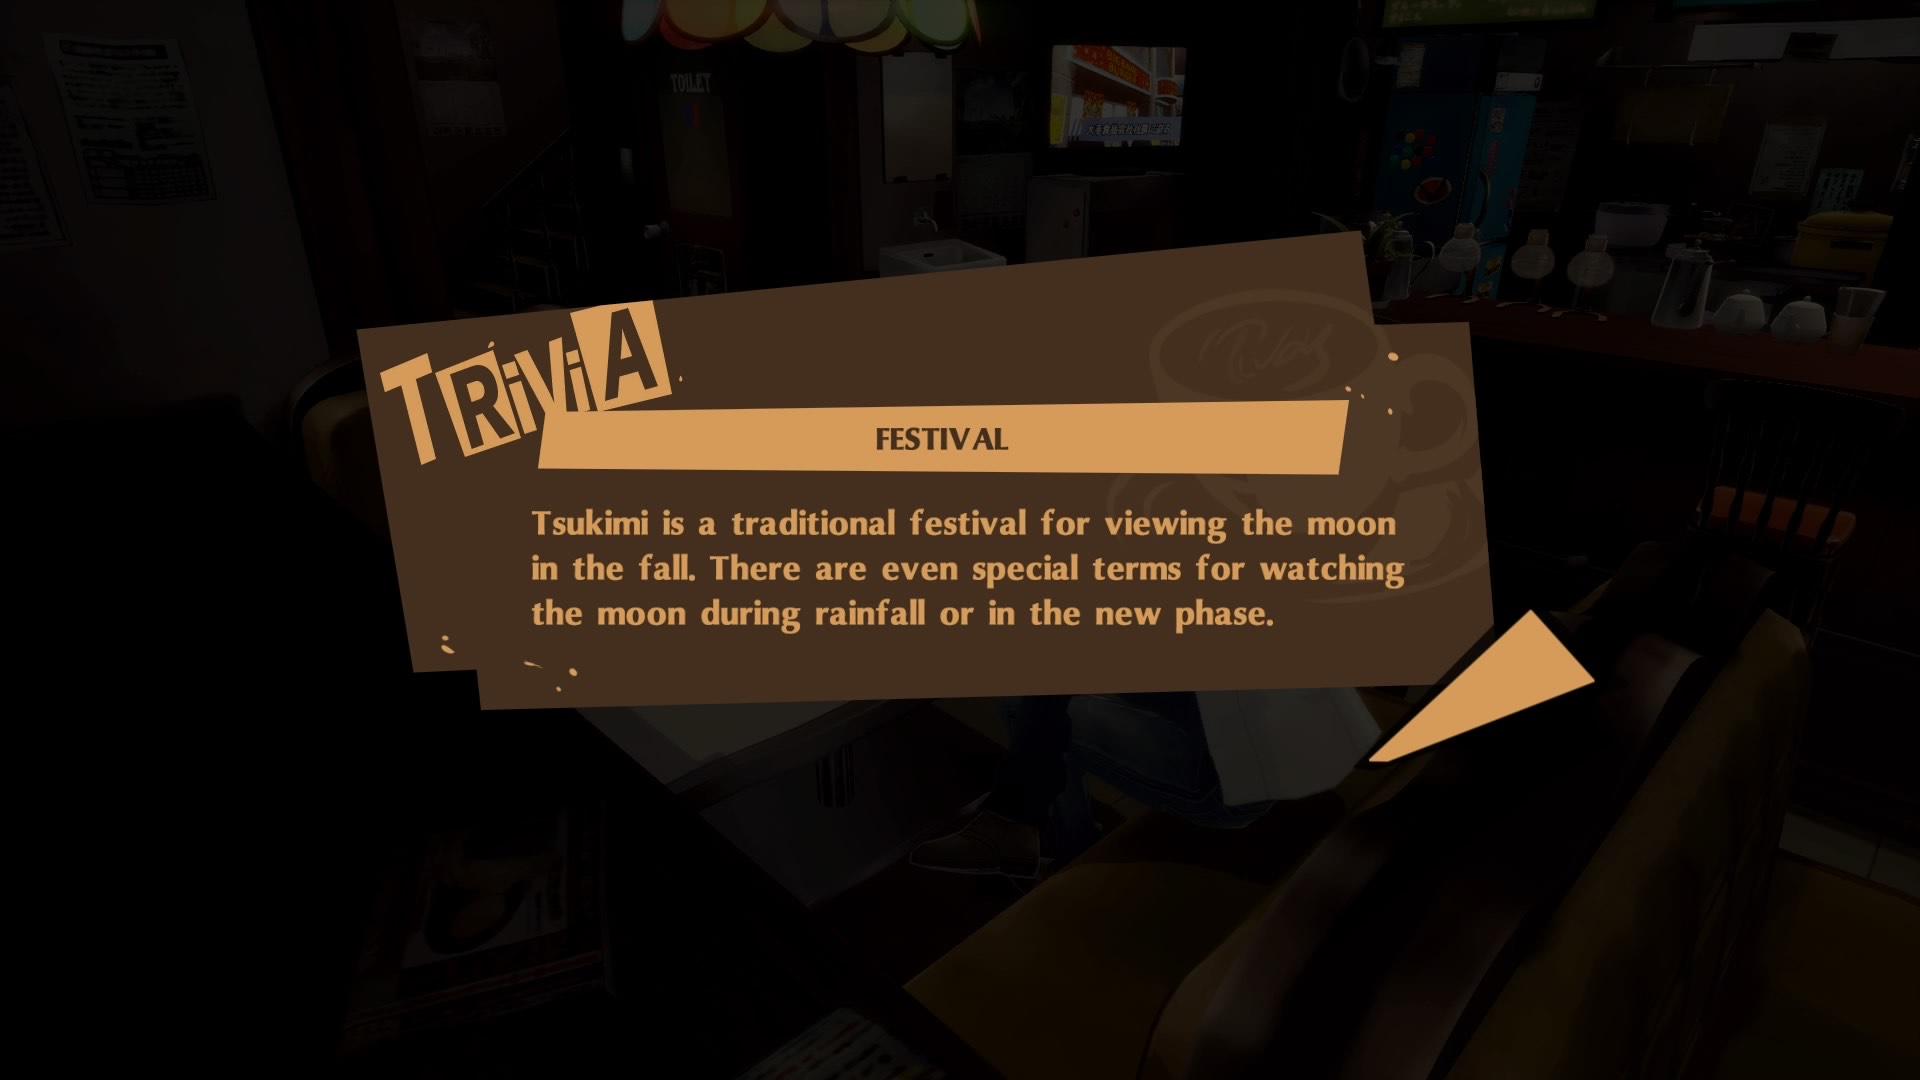 TOILET
TRiViA
FESTIVAL
Tsukimi is a traditional festival for viewing the moon
in the fall. There are even special terms for watching
the moon during rainfall or in the new phase.